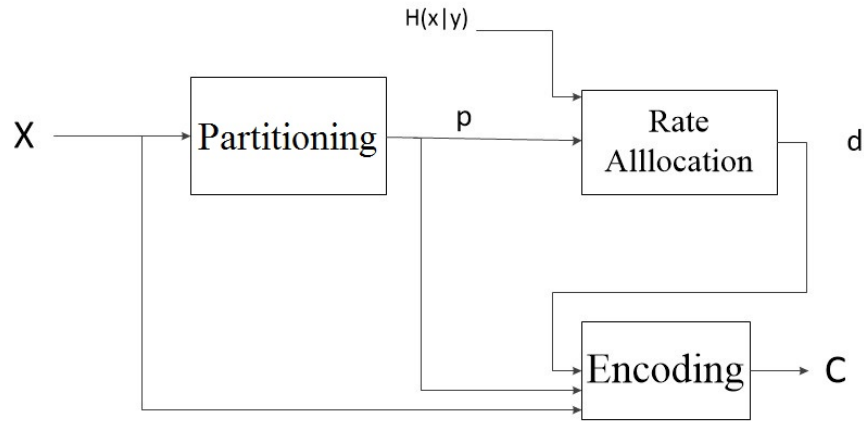 H(x|y)
X
Partitioning
p
Rate
Alllocation
d
Encoding
C